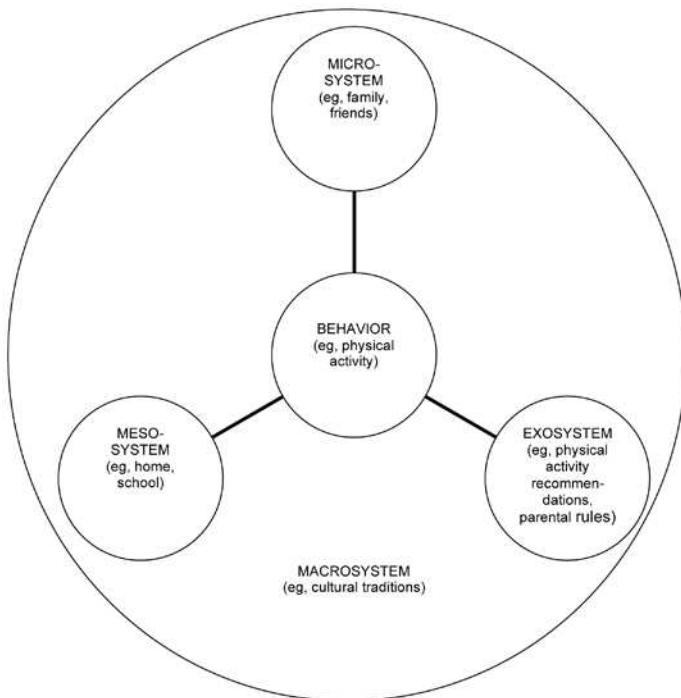 MICRO-
SYSTEM
(eg, family,
friends)
BEHAVIOR
(eg, physical
activity)
MESO-
SYSTEM
(eg, home,
school)
EXOSYSTEM
(eg, physical
activity
recommen-
dations,
parental rules)
MACROSYSTEM
(eg, cultural traditions)